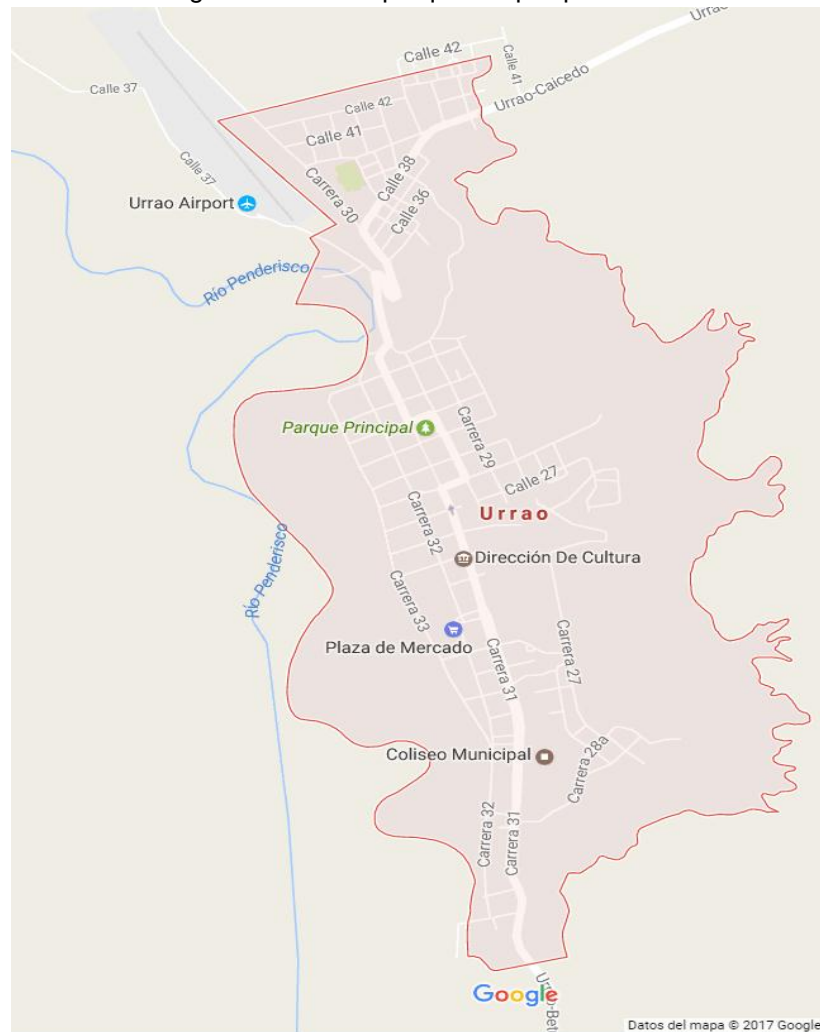 Urrao-
Calle 42
Calle 41
Urrao-Caicedo
Calle 37
Calle 42
Calle 41
Calle 37
Carrera 30
Calle 38
Calle 36
Urrao Airport
Río Penderisco
Parque Principal
Carrera 29
Calle 27
Urrao
Carrera 32
Dirección De Cultura
Río Penderisco
Carrera 33
Plaza de Mercado
Carrera 31
Carrera 27
Coliseo Municipal
Carrera 28a
Carrera 32
Carrera 31
Google
Datos del mapa © 2017 Google